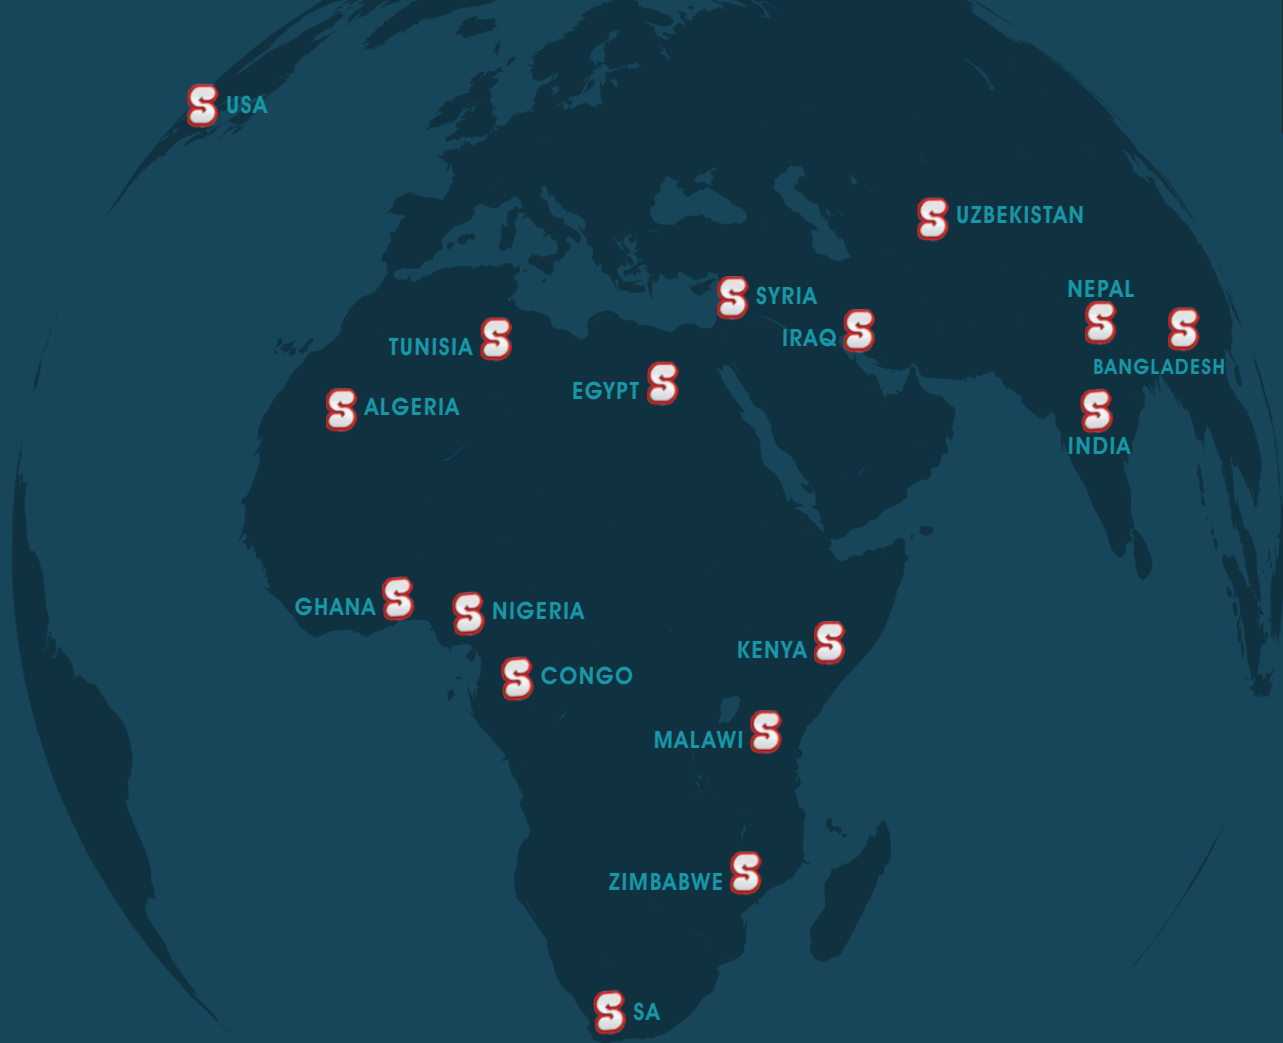 S USA
S UZBEKISTAN
NEPAL
S
S
BANGLADESH
S SYRIA
IRAQ S
TUNISIA S
EGYPT S
S ALGERIA
S
INDIA
GHANA S
S NIGERIA
KENYA S
S CONGO
MALAWI S
ZIMBABWE S
S SA